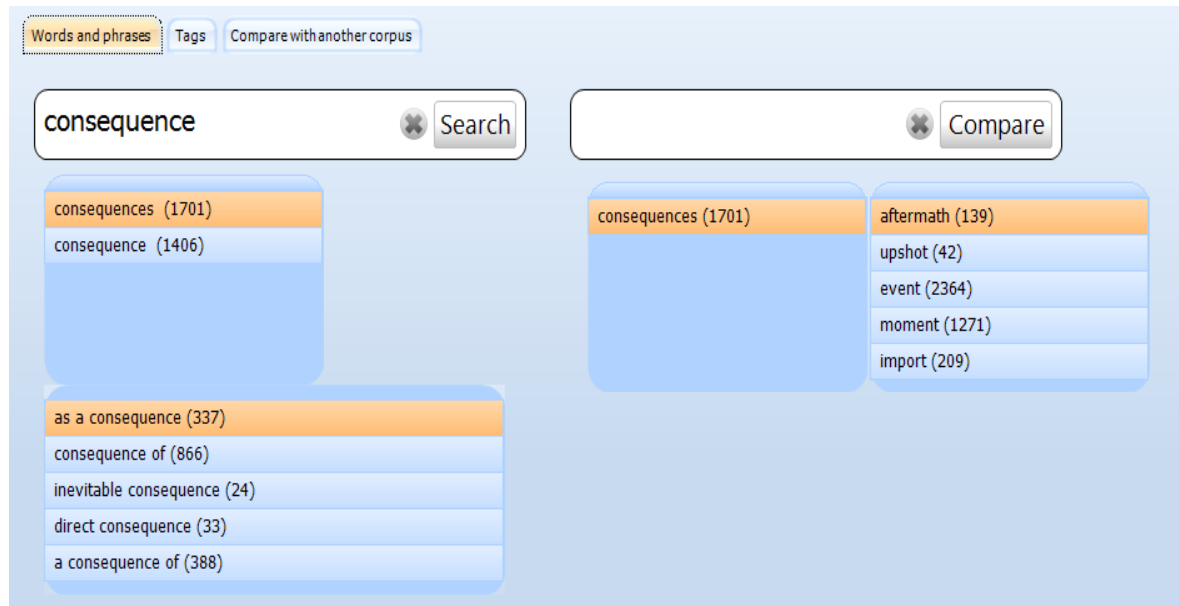 Words and phrases Tags Compare with another corpus
consequence Search Compare
consequences (1701)
consequence (1406)
as a consequence (337)
consequence of (866)
inevitable consequence (24)
direct consequence (33)
a consequence of (388)
consequences (1701)
aftermath (139)
upshot (42)
event (2364)
moment (1271)
import (209)